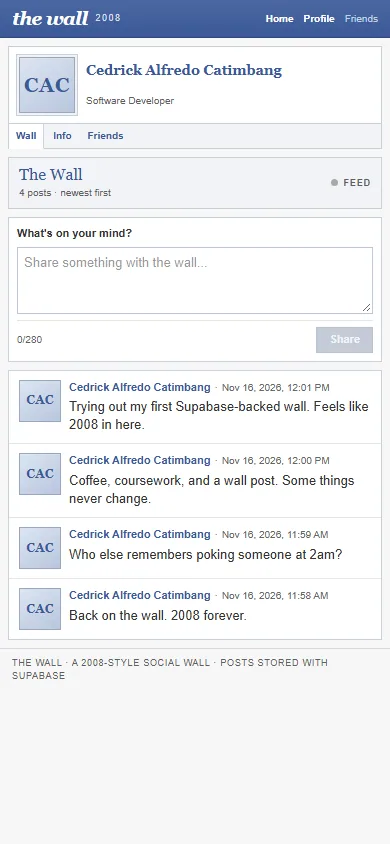 the wall 2008 Home Profile Friends
CAC
Cedrick Alfredo Catimbang
Software Developer
Wall Info Friends
The Wall
4 posts · newest first
FEED
What's on your mind?
Share something with the wall...
0/280 Share
CAC
Cedrick Alfredo Catimbang · Nov 16, 2026, 12:01 PM
Trying out my first Supabase-backed wall. Feels like
2008 in here.
CAC
Cedrick Alfredo Catimbang · Nov 16, 2026, 12:00 PM
Coffee, coursework, and a wall post. Some things
never change.
CAC
Cedrick Alfredo Catimbang · Nov 16, 2026, 11:59 AM
Who else remembers poking someone at 2am?
CAC
Cedrick Alfredo Catimbang · Nov 16, 2026, 11:58 AM
Back on the wall. 2008 forever.
THE WALL · A 2008-STYLE SOCIAL WALL · POSTS STORED WITH
SUPABASE